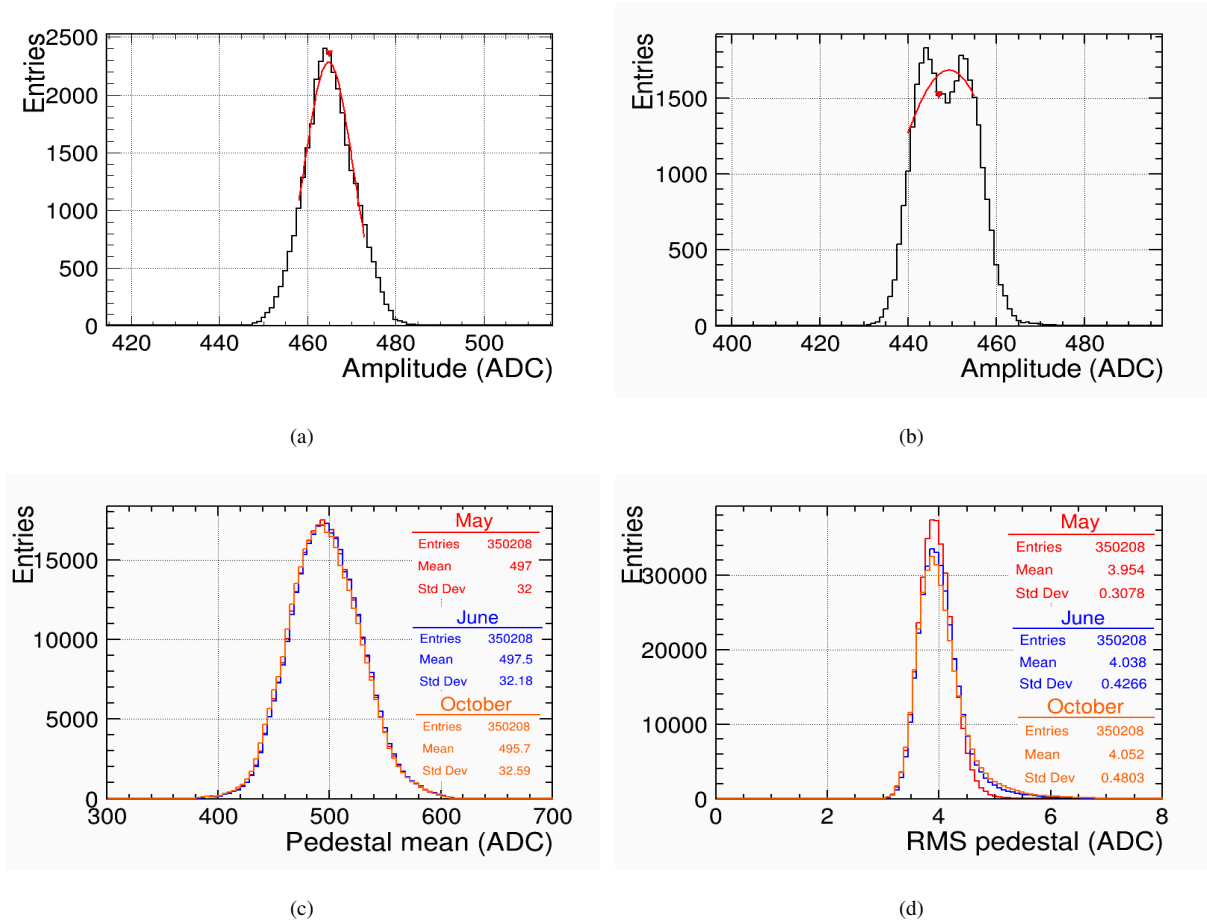 Entries
2500
2000
1500
1000
500
0
420 440 460 480 500
Amplitude (ADC)
(a)
Entries
1500
1000
500
0
400 420 440 460 480
Amplitude (ADC)
(b)
Entries
15000
10000
5000
0
300 400 500 600 700
Pedestal mean (ADC)
May
Entries 350208
Mean 497
Std Dev 32
June
Entries 350208
Mean 497.5
Std Dev 32.18
October
Entries 350208
Mean 495.7
Std Dev 32.59
(c)
Entries
30000
20000
10000
0
0 2 4 6 8
RMS pedestal (ADC)
May
Entries 350208
Mean 3.954
Std Dev 0.3078
June
Entries 350208
Mean 4.038
Std Dev 0.4266
October
Entries 350208
Mean 4.052
Std Dev 0.4803
(d)